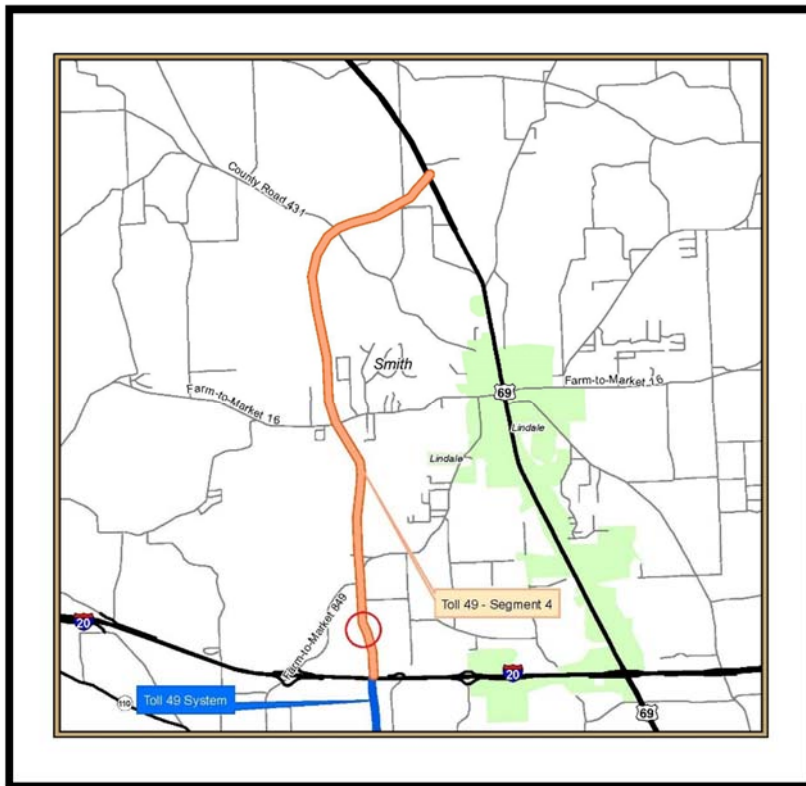 County Road 431
Smith
Farm-to-Market 16
69
Farm-to-Market 16
Lindale
Lindale
Toll 49 - Segment 4
20
Farm-to-Market 849
20
110
Toll 49 System
69